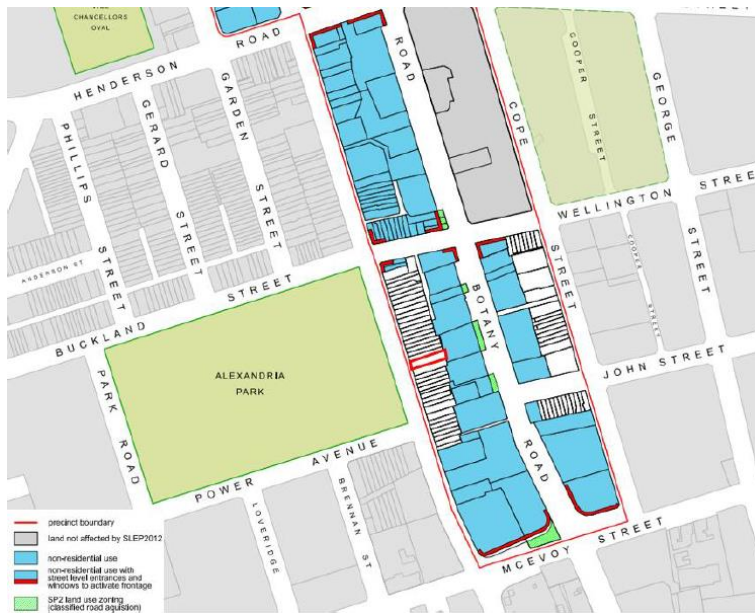 CHANCELLORS
OVAL
HENDERSON
ROAD
ROAD
COOPER
STREET
GEORGE
STREET
COPE
STREET
PHILLIPS
STREET
GERARD
STREET
GARDEN
STREET
WELLINGTON
STREET
ANDERSON ST
COOPER
STREET
BUCKLAND
STREET
BOTANY
ROAD
JOHN STREET
ALEXANDRIA
PARK
PARK
ROAD
POWER
AVENUE
LOVERIDGE
BRENNAN ST
MCEVOY STREET
precinct boundary
land not affected by SLEP2012
non-residential use
non-residential use with
street level entrances and
windows to activate frontage
SP2 land use zoning
(classified road aquistion)